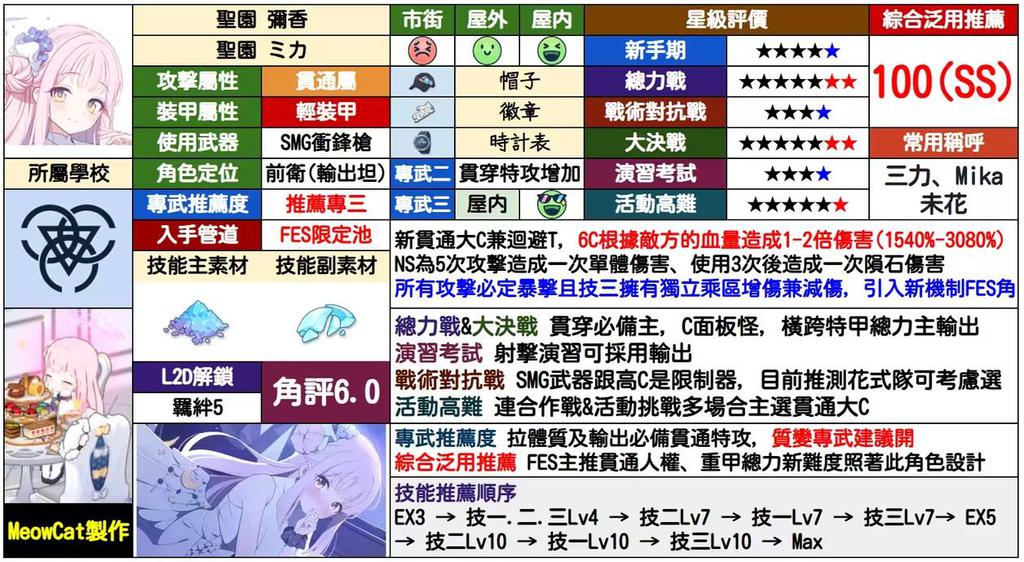 聖園 彌香
市街
屋外
屋内
星級評價
綜合泛用推薦
聖園 ミカ
新手期
★★★★★
100(SS)
攻擊屬性
貫通屬
帽子
總力戰
★★★★★★★
裝甲屬性
輕裝甲
徽章
戰術對抗戰
★★★★
使用武器
SMG衝鋒槍
時計表
大決戰
★★★★★★★
常用稱呼
所屬學校
角色定位
前衛(輸出坦)
專武二
貫穿特攻增加
演習考試
★★★★
三力、Mika
未花
專武推薦度
推薦專三
專武三
屋内
活動高難
★★★★★★
入手管道
FES限定池
新貫通大C兼迴避T, 6C根據敵方的血量造成1-2倍傷害(1540%-3080%)
NS為5次攻擊造成一次單體傷害、使用3次後造成一次隕石傷害
所有攻擊必定暴擊且技三擁有獨立乘區增傷兼減傷, 引入新機制FES角
技能主素材
技能副素材
總力戰&大決戰 貫穿必備主, C面板怪, 橫跨特甲總力主輸出
演習考試 射擊演習可採用輸出
戰術對抗戰 SMG武器跟高C是限制器, 目前推測花式隊可考慮選
活動高難 連合作戰&活動挑戰多場合主選貫通大C
L2D解鎖
羈絆5
角評6.0
專武推薦度 拉體質及輸出必備貫通特攻, 質變專武建議開
綜合泛用推薦 FES主推貫通人權、重甲總力新難度照著此角色設計
技能推薦順序
EX3 → 技一.二.三Lv4 → 技二Lv7 → 技一Lv7 → 技三Lv7→ EX5
→ 技二Lv10 → 技一Lv10 → 技三Lv10 → Max
MeowCat製作